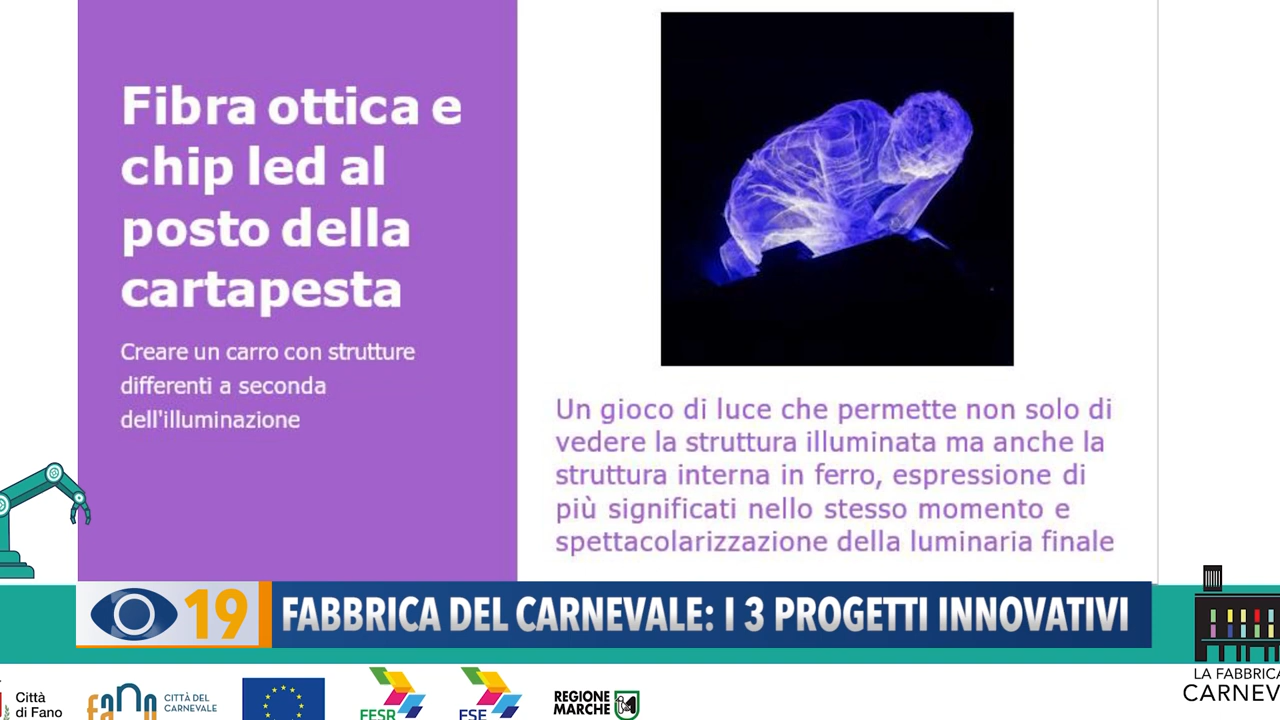 Fibra ottica e
chip led al
posto della
cartapesta
Creare un carro con strutture
differenti a seconda
dell'illuminazione
Un gioco di luce che permette non solo di
vedere la struttura illuminata ma anche la
struttura interna in ferro, espressione di
più significati nello stesso momento e
spettacolarizzazione della luminaria finale
19
FABBRICA DEL CARNEVALE: I 3 PROGETTI INNOVATIVI
LA FABBRICA
CARNEV
Città
di Fano
fano
CITTÀ DEL
CARNEVALE
FESR
FSE
REGIONE
MARCHE